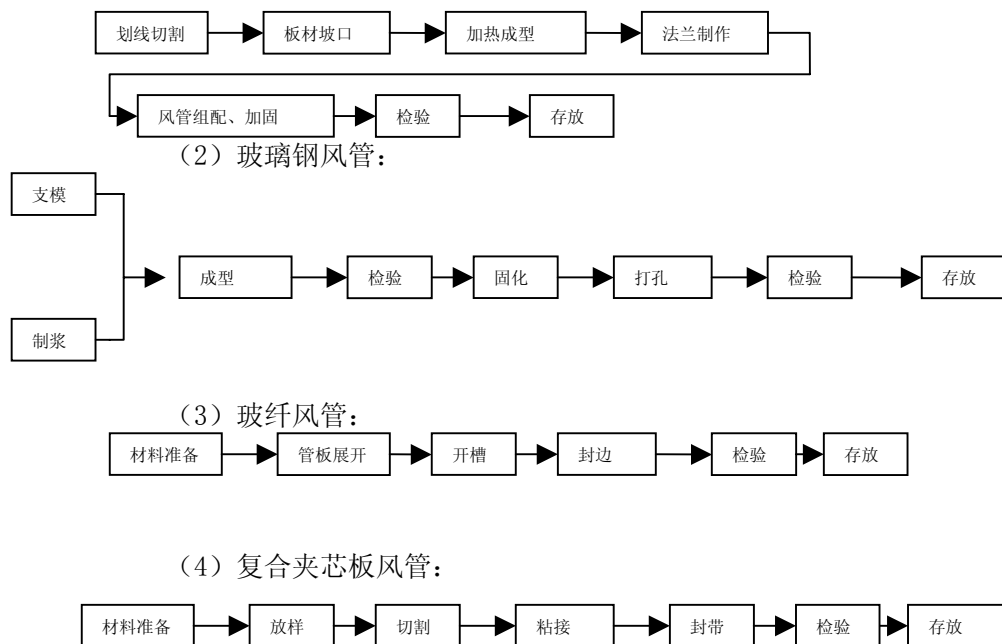 划线切割 板材坡口 加热成型 法兰制作
风管组配、加固 检验 存放
（2）玻璃钢风管：
支模
成型 检验 固化 打孔 检验 存放
制浆
（3）玻纤风管：
材料准备 管板展开 开槽 封边 检验 存放
（4）复合夹芯板风管：
材料准备 放样 切割 粘接 封带 检验 存放